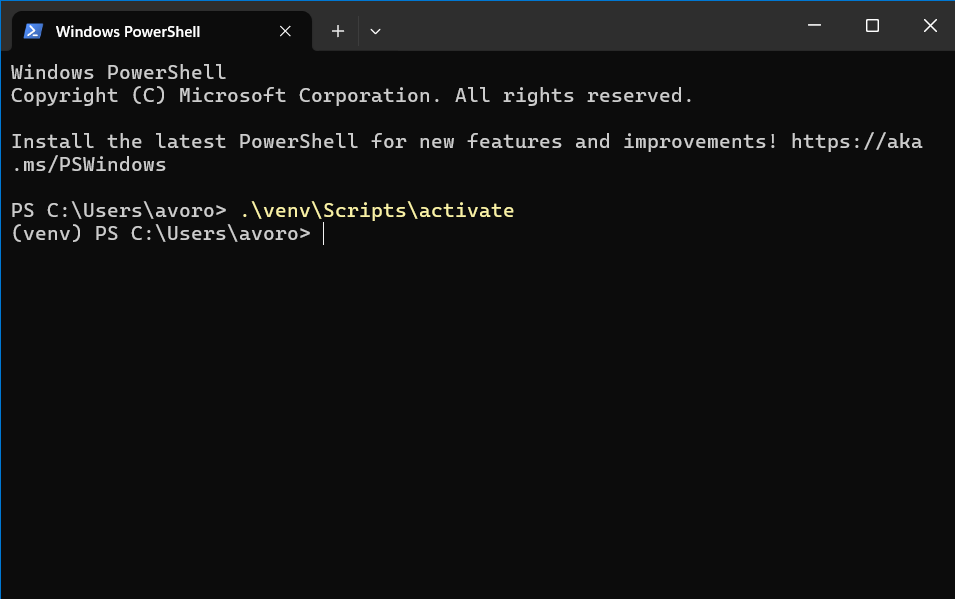 Windows PowerShell
Windows PowerShell
Copyright (C) Microsoft Corporation. All rights reserved.
Install the latest PowerShell for new features and improvements! https://aka
.ms/PSWindows
PS C:\Users\avoro> .\venv\Scripts\activate
(venv) PS C:\Users\avoro>